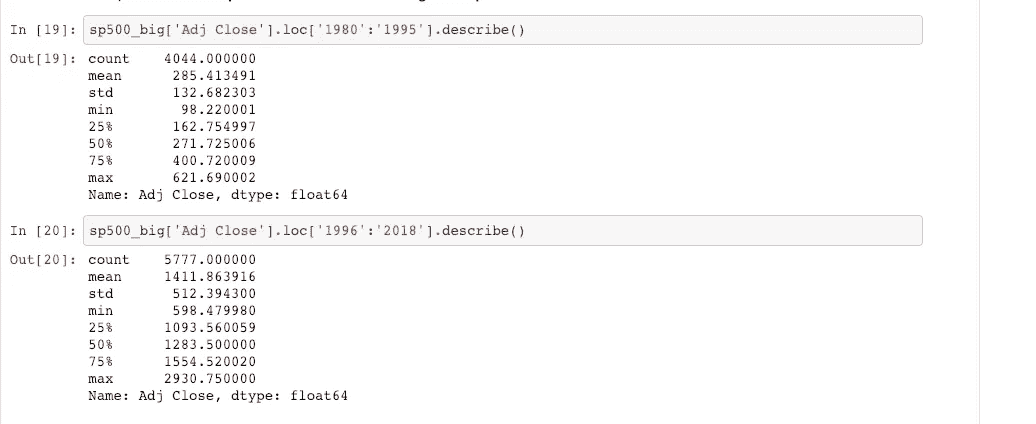 In [19]: sp500_big['Adj Close'].loc['1980':'1995'].describe()
Out[19]: count    4044.000000
mean      285.413491
std       132.682303
min        98.220001
25%       162.754997
50%       271.725006
75%       400.720009
max       621.690002
Name: Adj Close, dtype: float64
In [20]: sp500_big['Adj Close'].loc['1996':'2018'].describe()
Out[20]: count    5777.000000
mean     1411.863916
std       512.394300
min       598.479980
25%      1093.560059
50%      1283.500000
75%      1554.520020
max      2930.750000
Name: Adj Close, dtype: float64